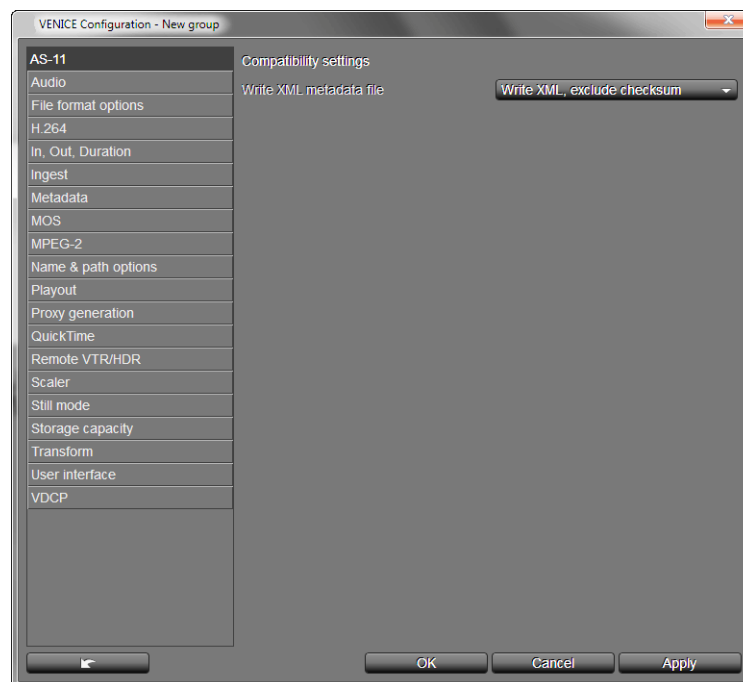 VENICE Configuration - New group
AS-11
Audio
File format options
H.264
In, Out, Duration
Ingest
Metadata
MOS
MPEG-2
Name & path options
Playout
Proxy generation
QuickTime
Remote VTR/HDR
Scaler
Still mode
Storage capacity
Transform
User interface
VDCP
Compatibility settings
Write XML metadata file
Write XML, exclude checksum
OK
Cancel
Apply